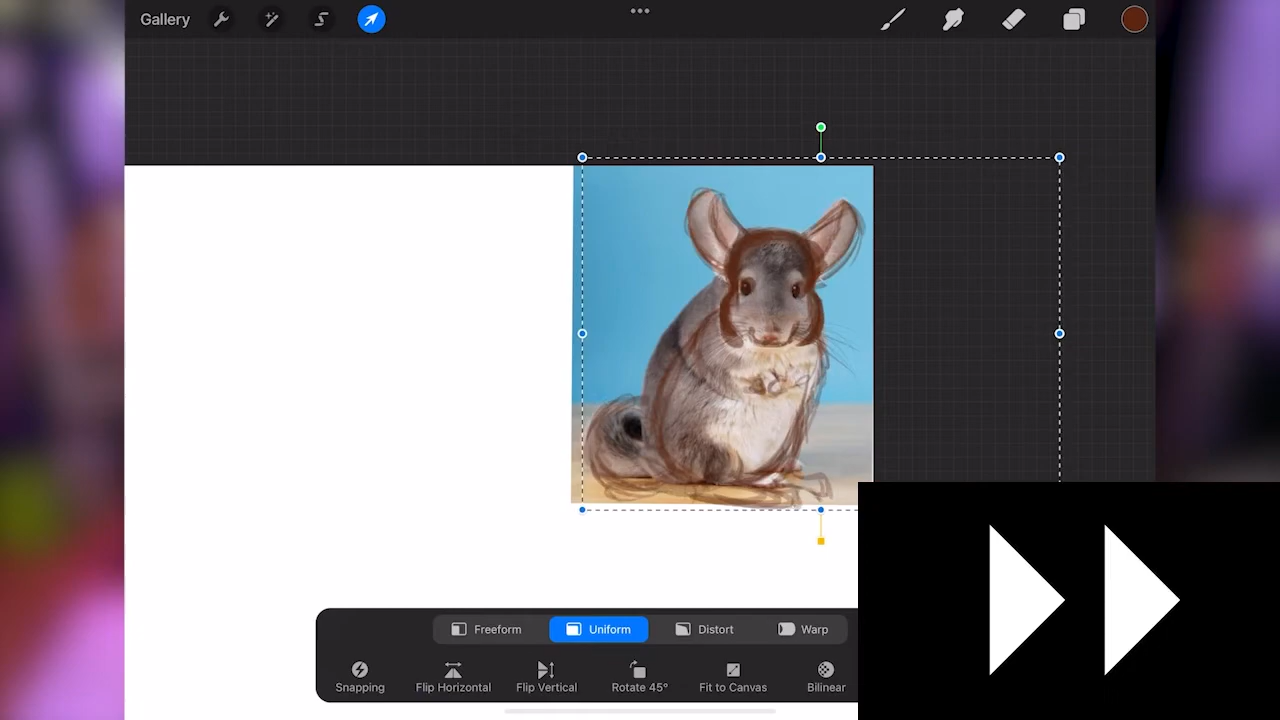 Gallery
Freeform
Uniform
Distort
Warp
Snapping
Flip Horizontal
Flip Vertical
Rotate 45°
Fit to Canvas
Bilinear